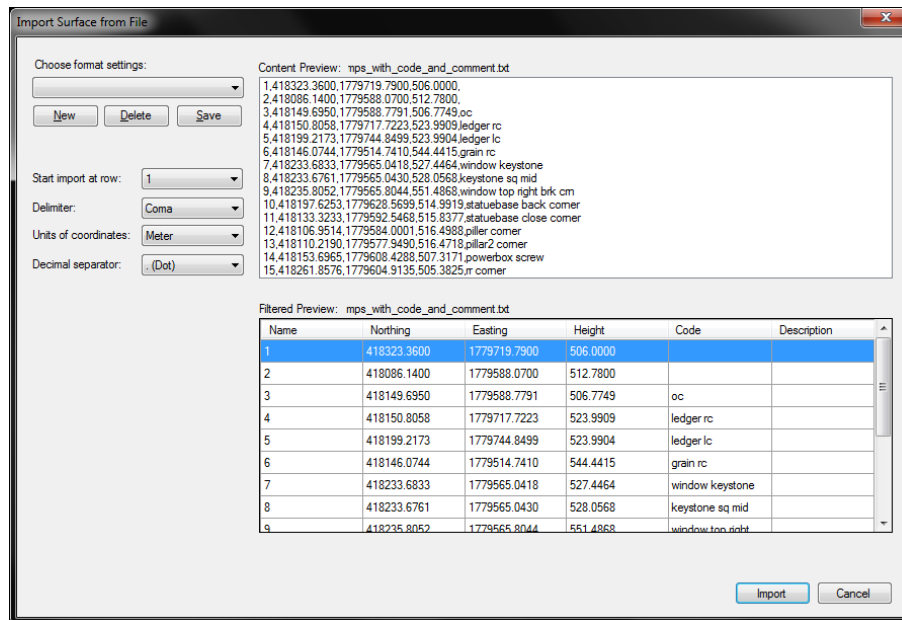 Import Surface from File
Choose format settings:
New Delete Save
Start import at row: 1
Delimiter: Coma
Units of coordinates: Meter
Decimal separator: . (Dot)
Content Preview: mps_with_code_and_comment.txt
1,418323.3600,1779719.7900,506.0000,
2,418086.1400,1779588.0700,512.7800,
3,418149.6950,1779588.7791,506.7749,oc
4,418150.8058,1779717.7223,523.9909,ledger rc
5,418199.2173,1779744.8499,523.9904,ledger lc
6,418146.0744,1779514.7410,544.4415,grain rc
7,418233.6833,1779565.0418,527.4464,window keystone
8,418233.6761,1779565.0430,528.0568,keystone sq mid
9,418235.8052,1779565.8044,551.4868,window top right brk crn
10,418197.6253,1779628.5699,514.9919,statuebase back corner
11,418133.3233,1779592.5468,515.8377,statuebase close corner
12,418106.9514,1779584.0001,516.4988,piller corner
13,418110.2190,1779577.9490,516.4718,pillar2 corner
14,418153.6965,1779608.4288,507.3171,powerbox screw
15,418261.8576,1779604.9135,505.3825,rr corner
Filtered Preview: mps_with_code_and_comment.txt
Name Northing Easting Height Code Description
1 418323.3600 1779719.7900 506.0000
2 418086.1400 1779588.0700 512.7800
3 418149.6950 1779588.7791 506.7749 oc
4 418150.8058 1779717.7223 523.9909 ledger rc
5 418199.2173 1779744.8499 523.9904 ledger lc
6 418146.0744 1779514.7410 544.4415 grain rc
7 418233.6833 1779565.0418 527.4464 window keystone
8 418233.6761 1779565.0430 528.0568 keystone sq mid
9 418235.8052 1779565.8044 551.4868 window top right
Import Cancel